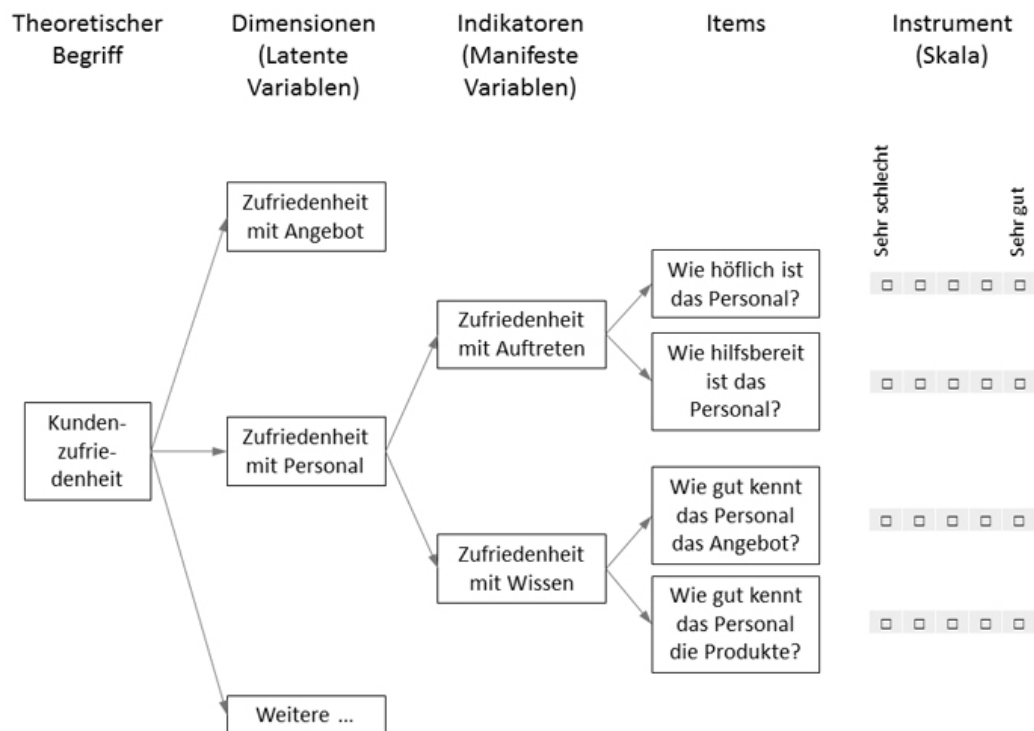 Theoretischer
Begriff
Dimensionen
(Latente
Variablen)
Indikatoren
(Manifeste
Variablen)
Items
Instrument
(Skala)
Sehr schlecht
Sehr gut
Zufriedenheit
mit Angebot
Wie höflich ist
das Personal?
Zufriedenheit
mit Auftreten
Wie hilfsbereit
ist das
Personal?
Kunden-
zufrie-
denheit
Zufriedenheit
mit Personal
Wie gut kennt
das Personal
das Angebot?
Zufriedenheit
mit Wissen
Wie gut kennt
das Personal
die Produkte?
Weitere ...